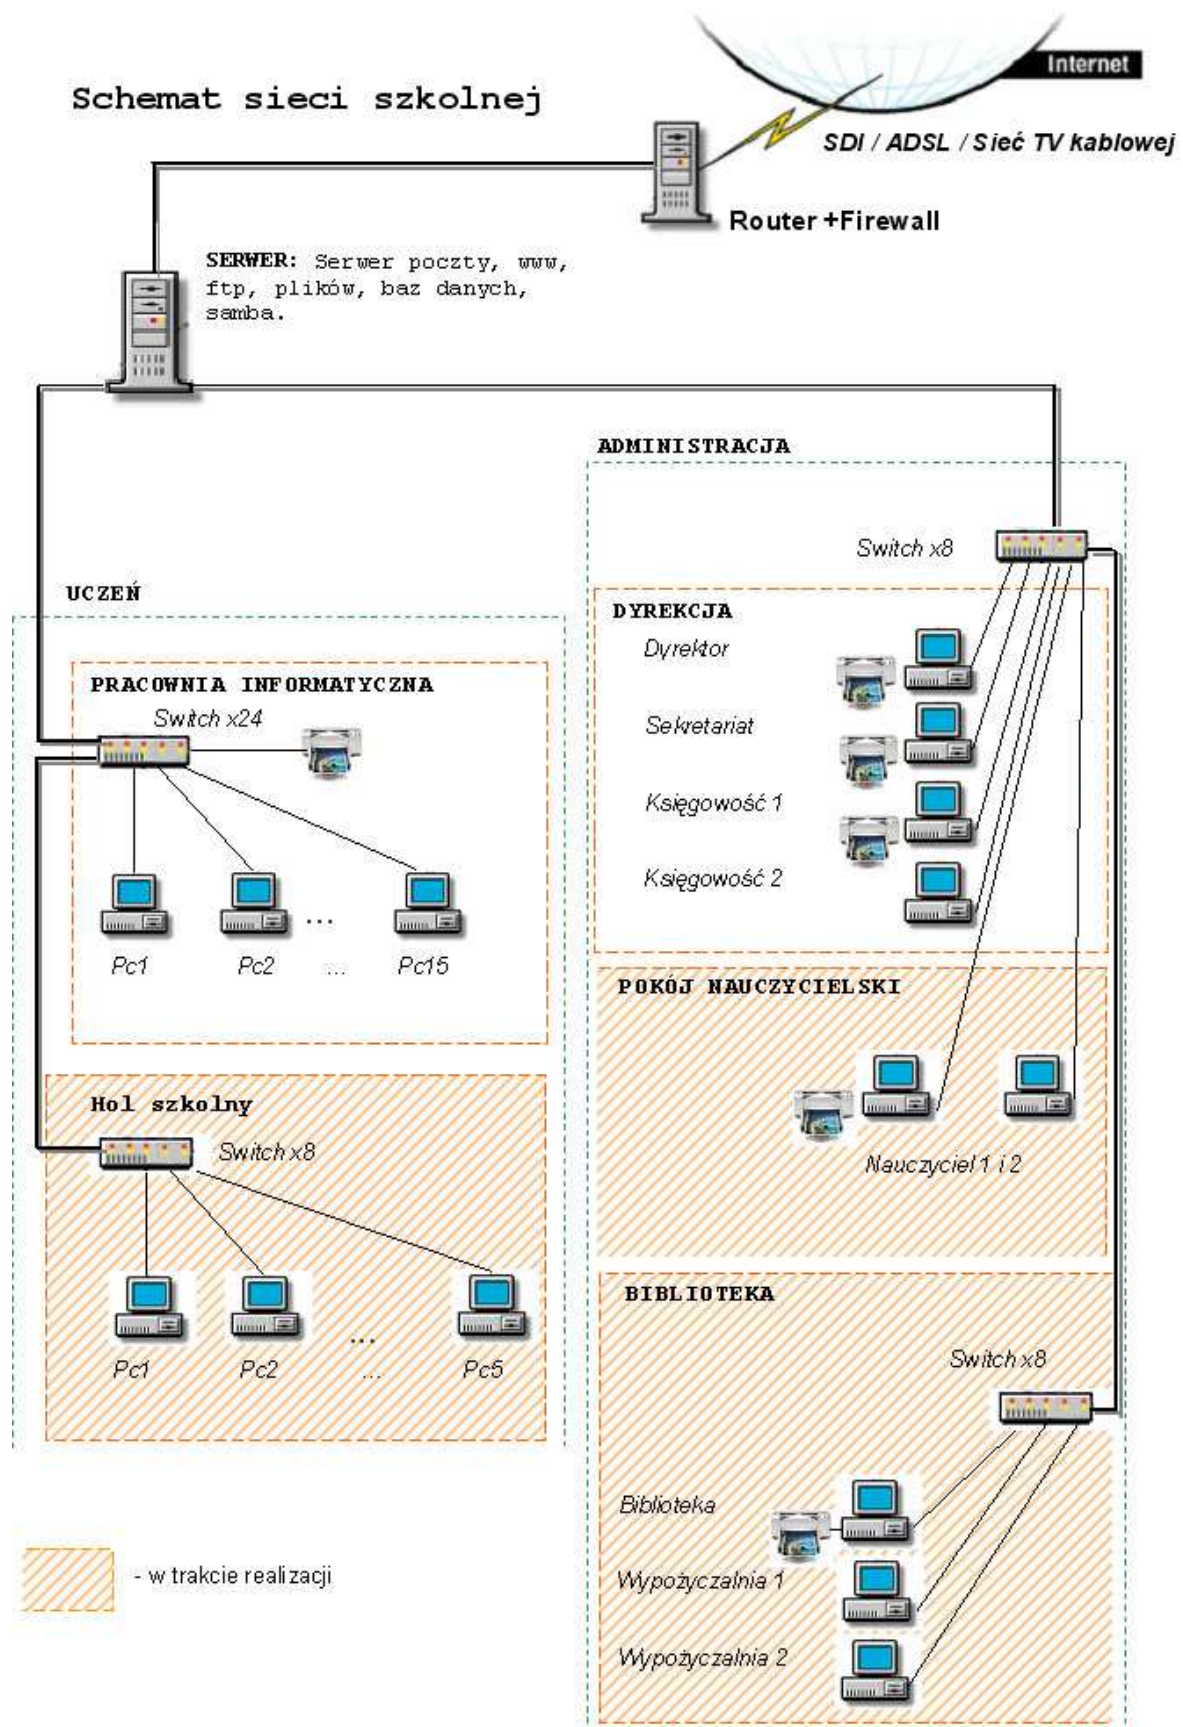 Internet
Schemat sieci szkolnej
SDI / ADSL / Sieć TV kablowej
Router +Firewall
SERWER: Serwer poczty, www,
ftp, plików, baz danych,
samba.
ADMINISTRACJA
Switch x8
UCZEŃ
DYREKCJA
Dyrektor
PRACOWNIA INFORMATYCZNA
Switch x24
Sekretariat
Księgowość 1
Księgowość 2
...
Pc1
Pc2
...
Pc15
POKÓJ NAUCZYCIELSKI
Hol szkolny
Switch x8
Nauczyciel 1 i 2
BIBLIOTEKA
...
Switch x8
Pc1
Pc2
...
Pc5
Biblioteka
- w trakcie realizacji
Wypożyczalnia 1
Wypożyczalnia 2